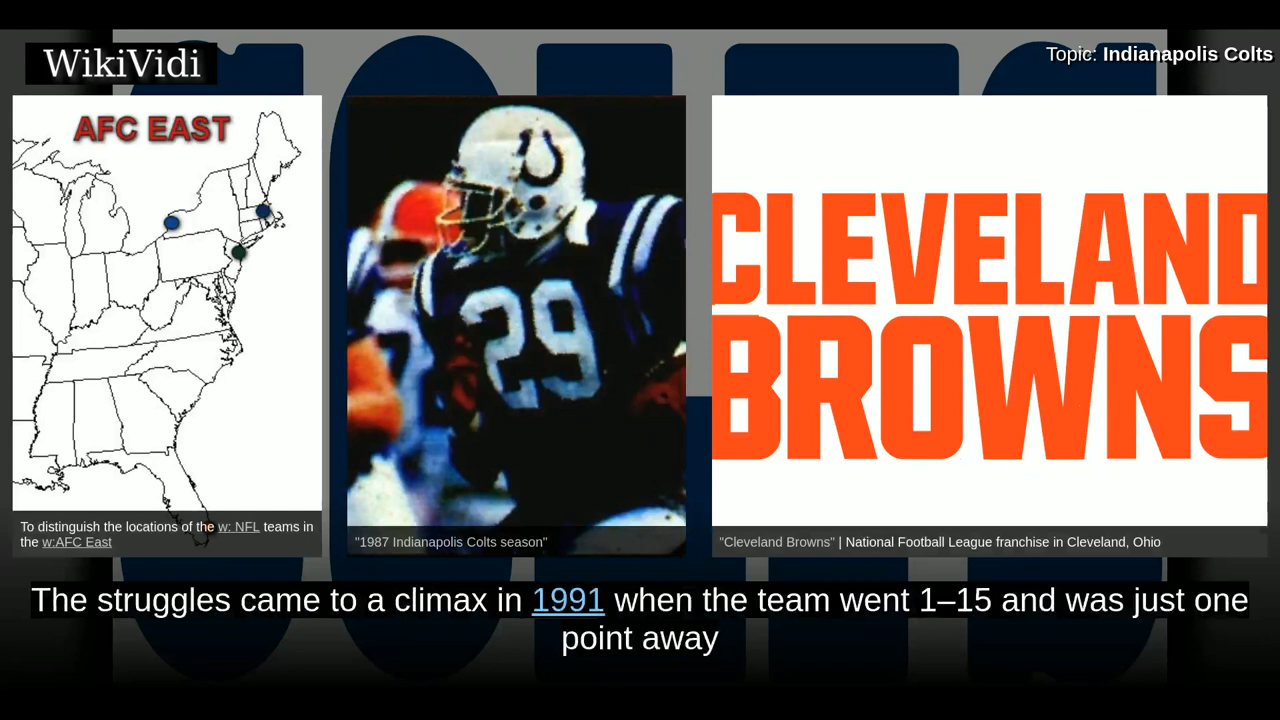 WikiVidi
Topic: Indianapolis Colts
AFC EAST
To distinguish the locations of the w: NFL teams in
the w:AFC East
29
"1987 Indianapolis Colts season"
CLEVELAND
BROWNS
"Cleveland Browns" | National Football League franchise in Cleveland, Ohio
The struggles came to a climax in 1991 when the team went 1–15 and was just one
point away